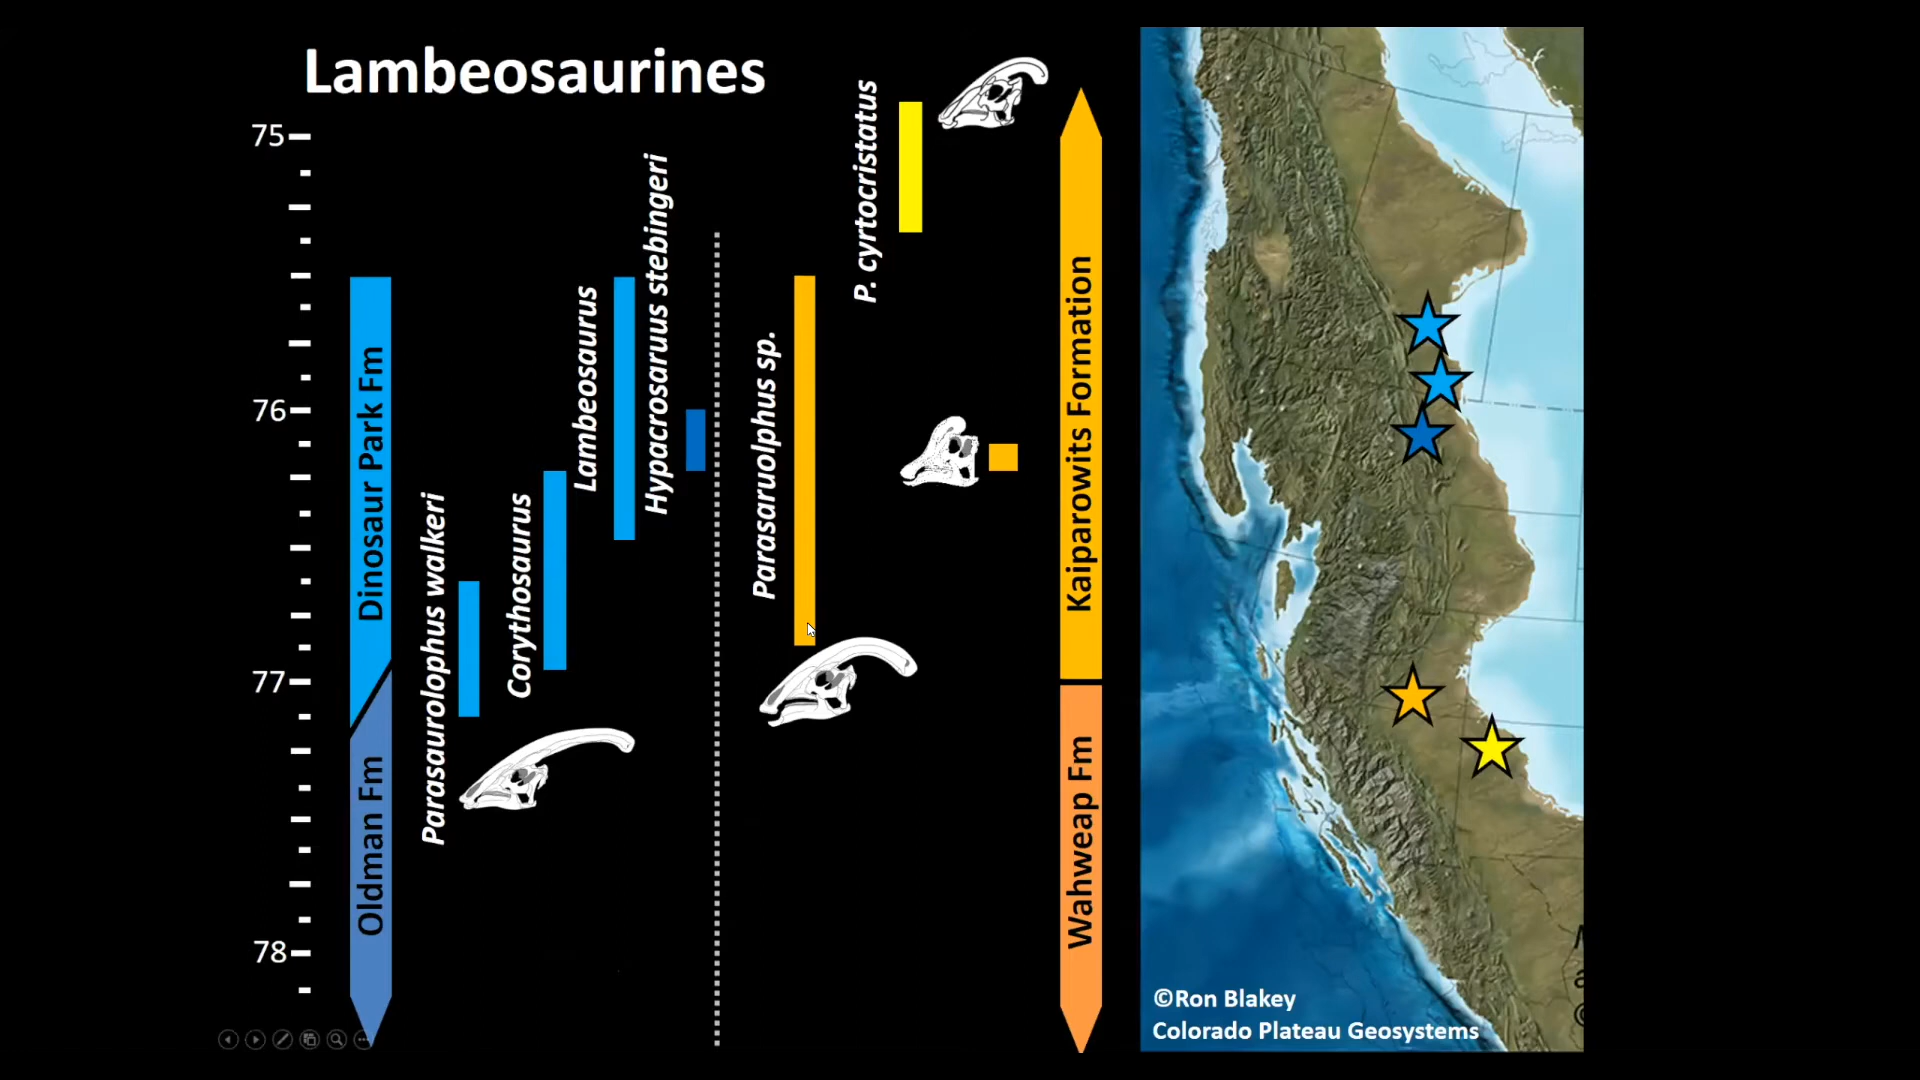 Lambeosaurines
75
76
77
78
Dinosaur Park Fm
Oldman Fm
Parasaurolophus walkeri
Corythosaurus
Lambeosaurus
Hypacrosarus stebingeri
Parasaruolphus sp.
P. cyrtocristatus
Kaiparowits Formation
Wahweap Fm
©Ron Blakey
Colorado Plateau Geosystems